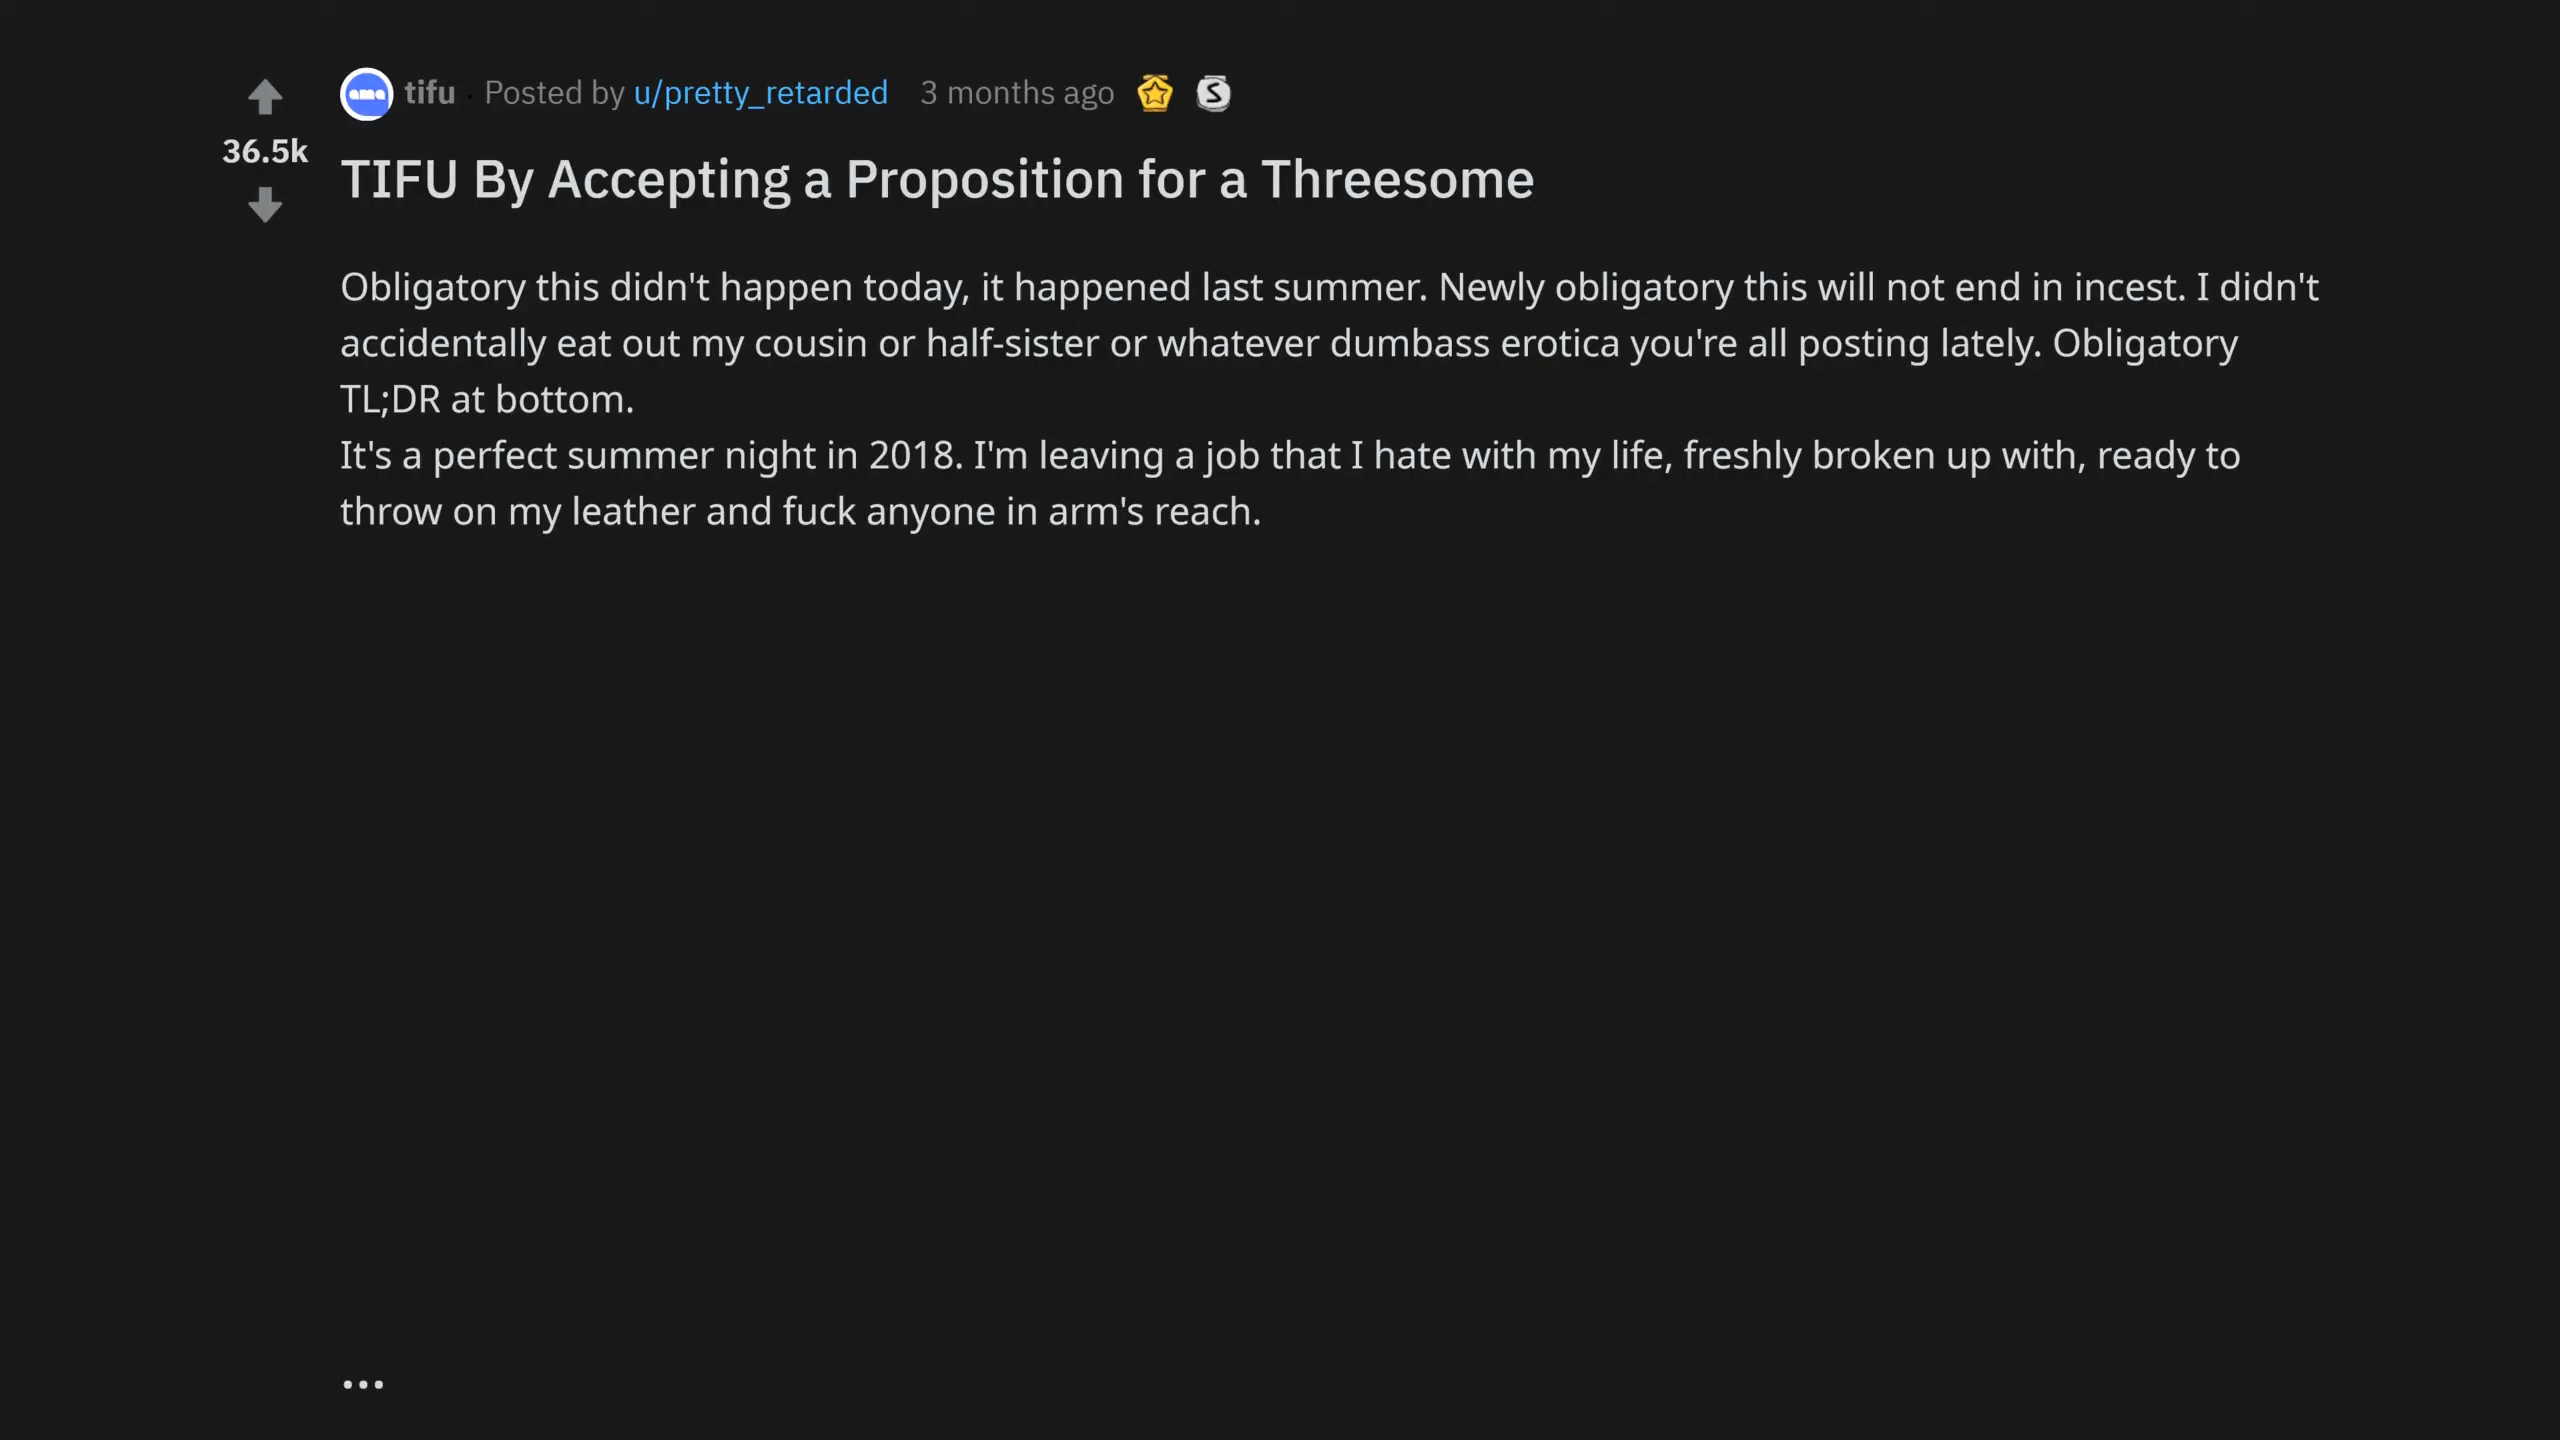 tifu · Posted by u/pretty_retarded 3 months ago
36.5k
TIFU By Accepting a Proposition for a Threesome
Obligatory this didn't happen today, it happened last summer. Newly obligatory this will not end in incest. I didn't
accidentally eat out my cousin or half-sister or whatever dumbass erotica you're all posting lately. Obligatory
TL;DR at bottom.
It's a perfect summer night in 2018. I'm leaving a job that I hate with my life, freshly broken up with, ready to
throw on my leather and fuck anyone in arm's reach.
...